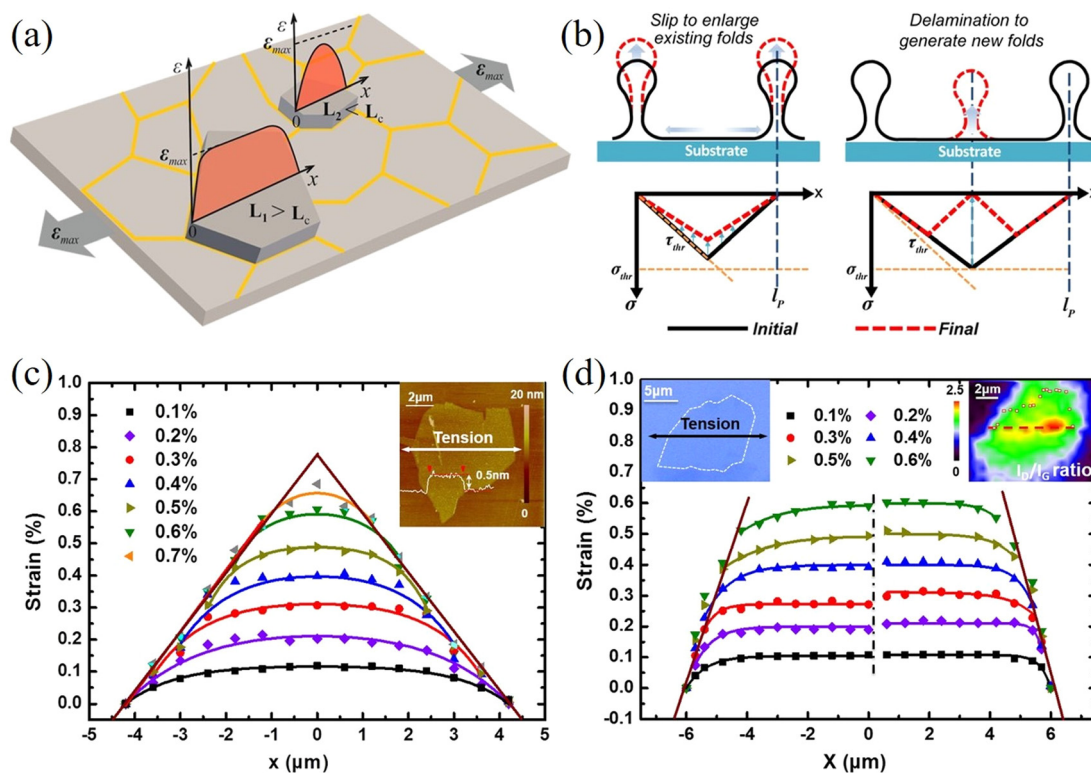 (a)
ε
ε_max
ε
ε_max
x
0
L₂ < L_c
ε_max
x
0
L₁ > L_c
ε_max
(b)
Slip to enlarge
existing folds
Substrate
x
τ_thr
σ_thr
σ
l_P
Delamination to
generate new folds
Substrate
τ_thr
σ_thr
σ
l_P
Initial
Final
(c)
1.0
0.9
0.8
0.7
0.6
0.5
0.4
0.3
0.2
0.1
0.0
Strain (%)
0.1%
0.2%
0.3%
0.4%
0.5%
0.6%
0.7%
2μm
20 nm
Tension
0.5nm
0
-5 -4 -3 -2 -1 0 1 2 3 4 5
x (μm)
(d)
1.0
0.9
0.8
0.7
0.6
0.5
0.4
0.3
0.2
0.1
0.0
-0.1
Strain (%)
5μm
Tension
0.1% 0.2%
0.3% 0.4%
0.5% 0.6%
2.5
2μm
0
I_D/I_G ratio
-6 -4 -2 0 2 4 6
X (μm)